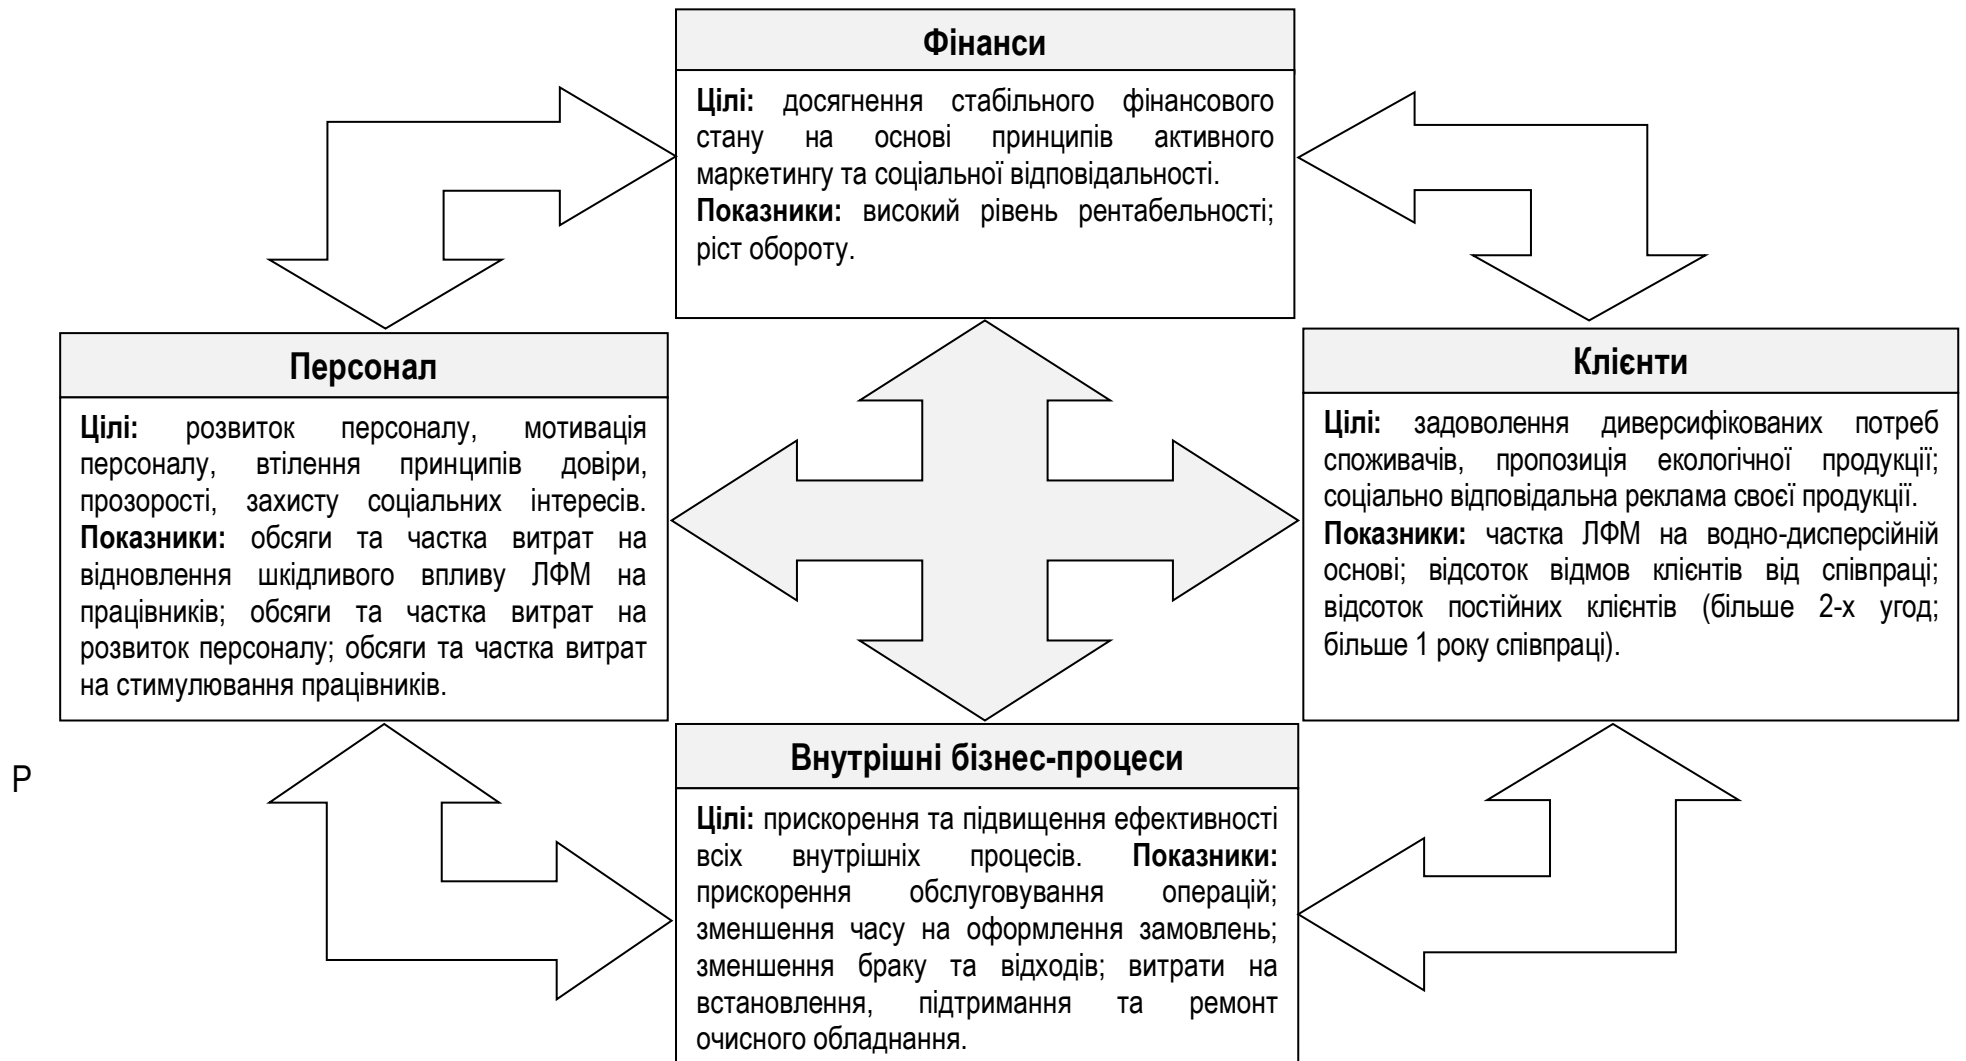 Фінанси
Цілі: досягнення стабільного фінансового
стану на основі принципів активного
маркетингу та соціальної відповідальності.
Показники: високий рівень рентабельності;
ріст обороту.
Персонал
Цілі: розвиток персоналу, мотивація
персоналу, втілення принципів довіри,
прозорості, захисту соціальних інтересів.
Показники: обсяги та частка витрат на
відновлення шкідливого впливу ЛФМ на
працівників; обсяги та частка витрат на
розвиток персоналу; обсяги та частка витрат
на стимулювання працівників.
Клієнти
Цілі: задоволення диверсифікованих потреб
споживачів, пропозиція екологічної продукції;
соціально відповідальна реклама своєї продукції.
Показники: частка ЛФМ на водно-дисперсійній
основі; відсоток відмов клієнтів від співпраці;
відсоток постійних клієнтів (більше 2-х угод;
більше 1 року співпраці).
Р
Внутрішні бізнес-процеси
Цілі: прискорення та підвищення ефективності
всіх внутрішніх процесів. Показники:
прискорення обслуговування операцій;
зменшення часу на оформлення замовлень;
зменшення браку та відходів; витрати на
встановлення, підтримання та ремонт
очисного обладнання.